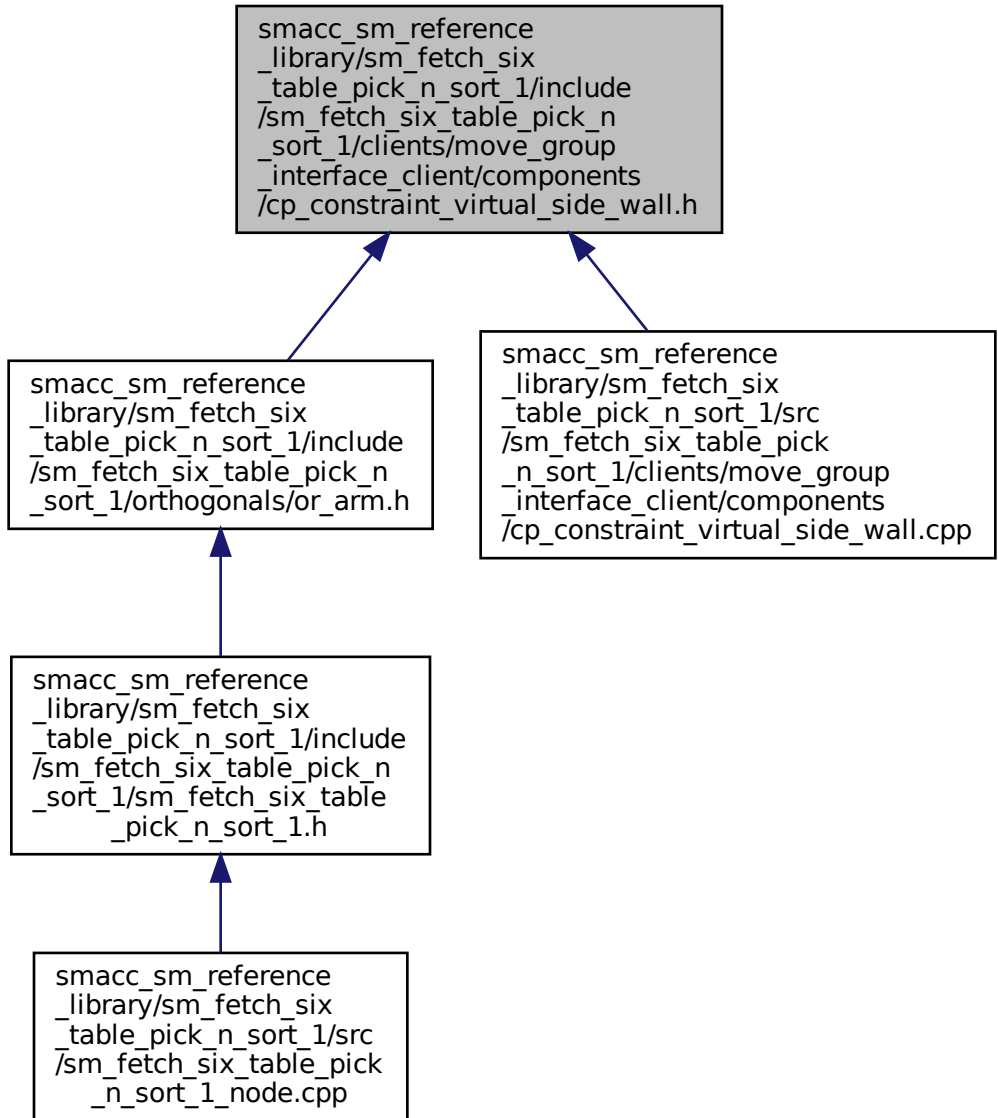 smacc_sm_reference
_library/sm_fetch_six
_table_pick_n_sort_1/include
/sm_fetch_six_table_pick_n
_sort_1/clients/move_group
_interface_client/components
/cp_constraint_virtual_side_wall.h
smacc_sm_reference
_library/sm_fetch_six
_table_pick_n_sort_1/include
/sm_fetch_six_table_pick_n
_sort_1/orthogonals/or_arm.h
smacc_sm_reference
_library/sm_fetch_six
_table_pick_n_sort_1/src
/sm_fetch_six_table_pick
_n_sort_1/clients/move_group
_interface_client/components
/cp_constraint_virtual_side_wall.cpp
smacc_sm_reference
_library/sm_fetch_six
_table_pick_n_sort_1/include
/sm_fetch_six_table_pick_n
_sort_1/sm_fetch_six_table
_pick_n_sort_1.h
smacc_sm_reference
_library/sm_fetch_six
_table_pick_n_sort_1/src
/sm_fetch_six_table_pick
_n_sort_1_node.cpp